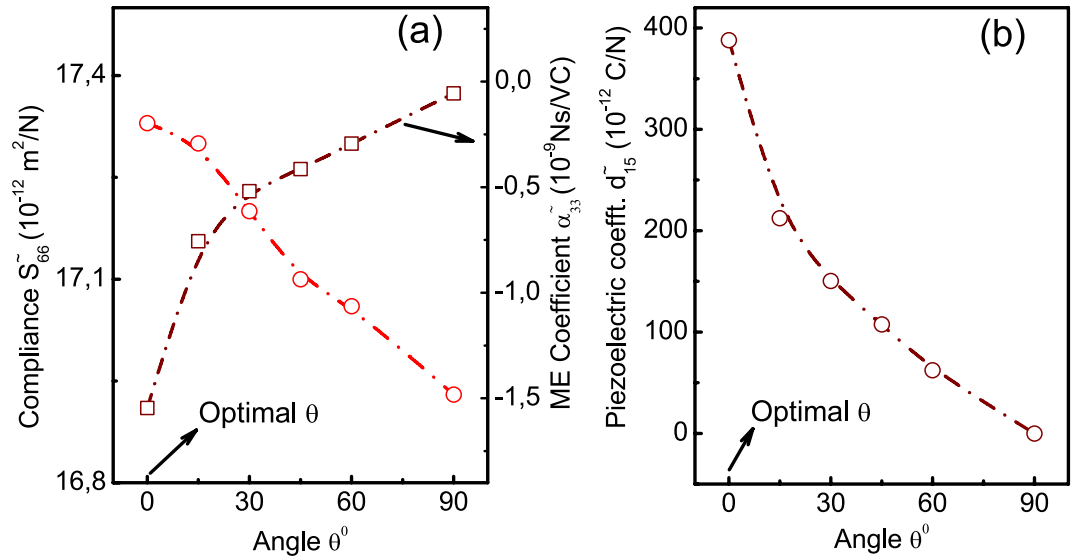 (a)
17,4
17,1
16,8
Compliance S̃66 (10⁻¹² m²/N)
0,0
-0,5
-1,0
-1,5
ME Coefficient α̃33 (10⁻⁹Ns/VC)
Optimal θ
0 30 60 90
Angle θ⁰
(b)
400
300
200
100
0
Piezoelectric coefft. d̃15 (10⁻¹² C/N)
Optimal θ
0 30 60 90
Angle θ⁰